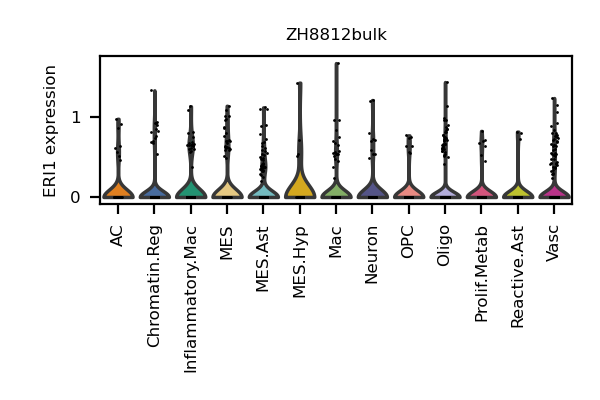 ZH8812bulk
ERI1 expression
1
0
AC
Chromatin.Reg
Inflammatory.Mac
MES
MES.Ast
MES.Hyp
Mac
Neuron
OPC
Oligo
Prolif.Metab
Reactive.Ast
Vasc